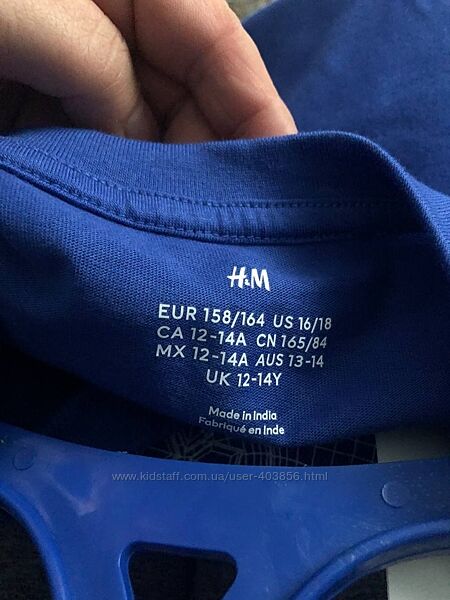 H&M
EUR 158/164 US 16/18
CA 12-14A CN 165/84
MX 12-14A AUS 13-14
UK 12-14Y
Made in India
Fabriqué en Inde
www.kidstaff.com.ua/user-403856.html